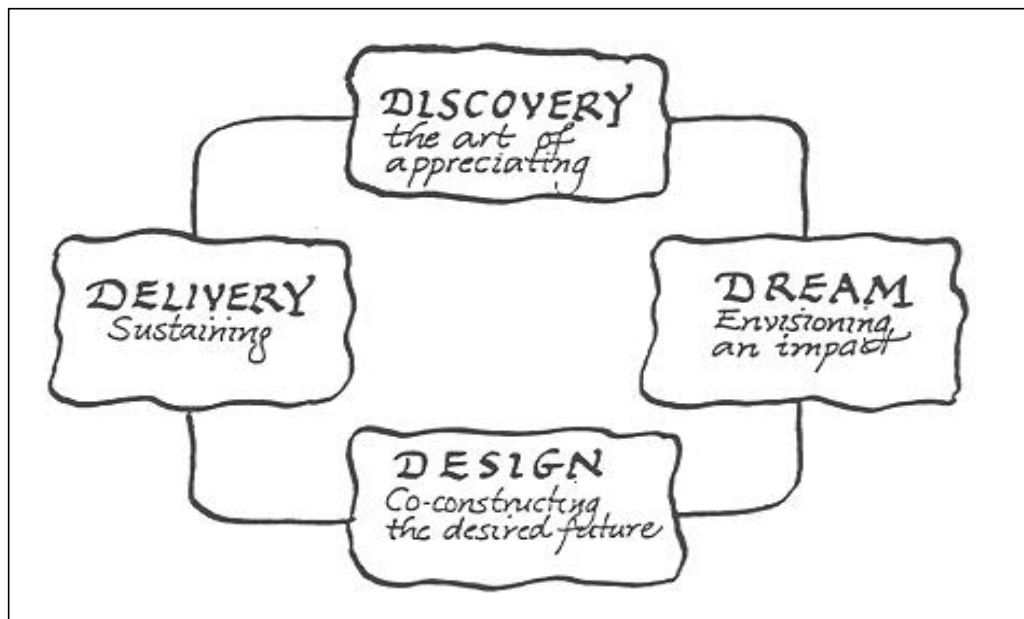 DISCOVERY
the art of
appreciating
DELIVERY
Sustaining
DREAM
Envisioning
an impact
DESIGN
Co-constructing
the desired future